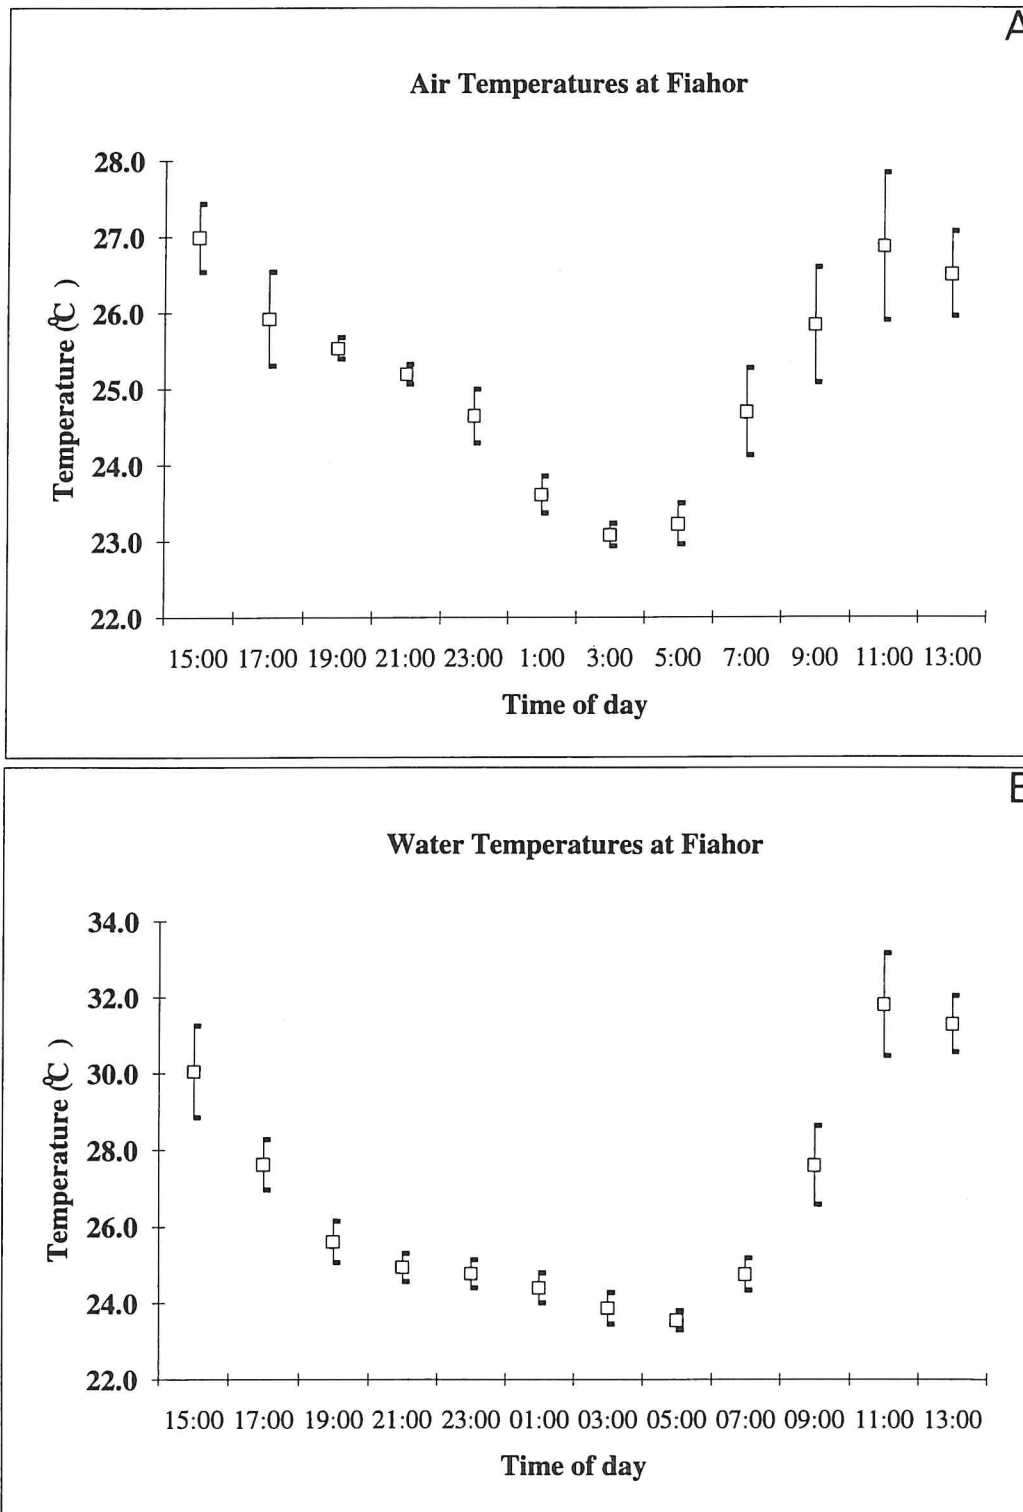 A
Air Temperatures at Fiahor
28.0
27.0
26.0
25.0
24.0
23.0
22.0
Temperature (°C )
15:00 17:00 19:00 21:00 23:00 1:00 3:00 5:00 7:00 9:00 11:00 13:00
Time of day
Water Temperatures at Fiahor
34.0
32.0
30.0
28.0
26.0
24.0
22.0
Temperature (°C )
15:00 17:00 19:00 21:00 23:00 01:00 03:00 05:00 07:00 09:00 11:00 13:00
Time of day